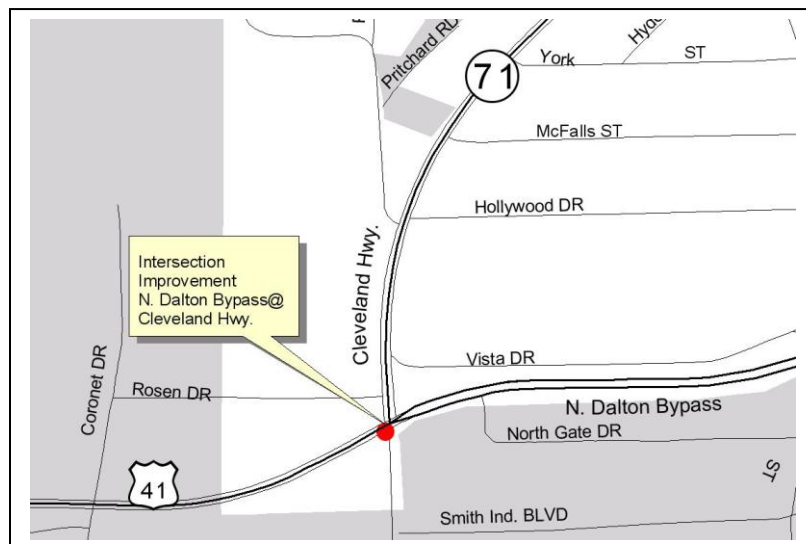 Pritchard RD
71
York ST
McFalls ST
Hollywood DR
Cleveland Hwy.
Intersection
Improvement
N. Dalton Bypass@
Cleveland Hwy.
Vista DR
Coronet DR
Rosen DR
N. Dalton Bypass
North Gate DR
41
ST
Smith Ind. BLVD